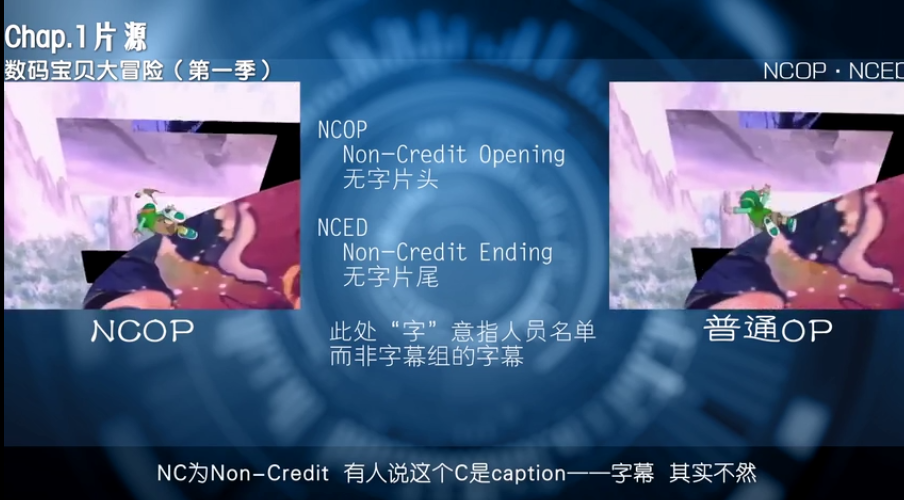 Chap.1片源
数码宝贝大冒险（第一季）
NCOP·NCED
NCOP
Non-Credit Opening
无字片头
NCED
Non-Credit Ending
无字片尾
此处“字”意指人员名单
而非字幕组的字幕
NCOP
普通OP
NC为Non-Credit 有人说这个C是caption——字幕 其实不然